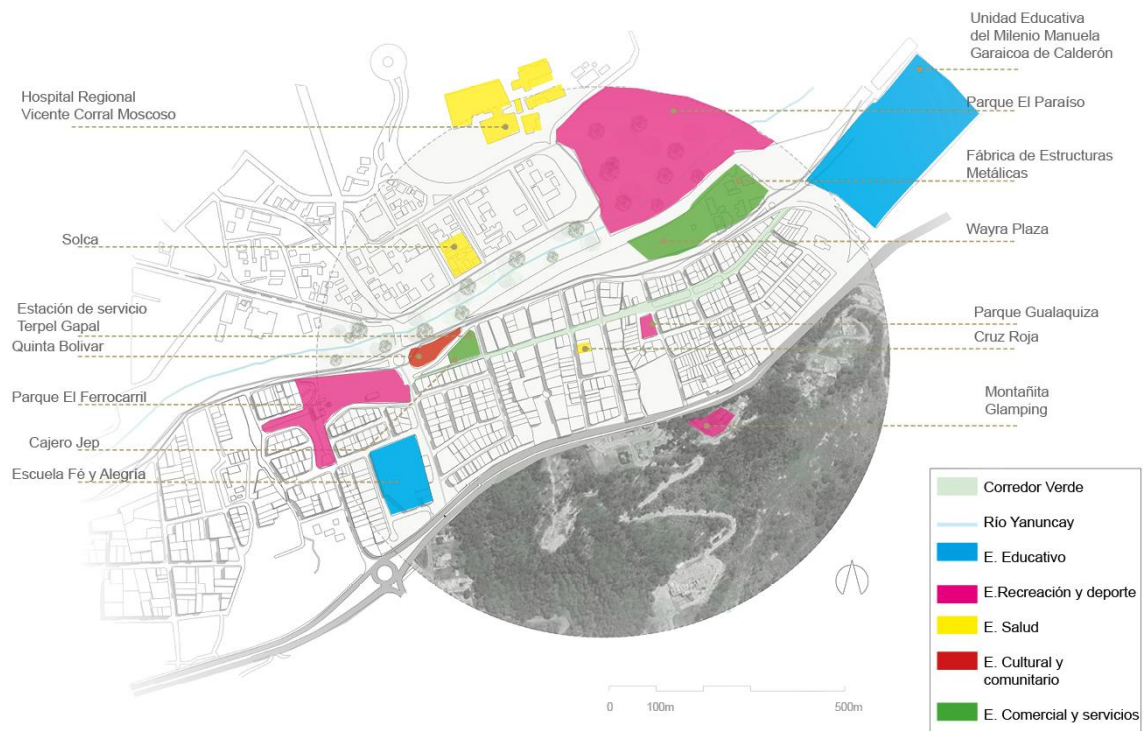 Unidad Educativa
del Milenio Manuela
Garaicoa de Calderón
Hospital Regional
Vicente Corral Moscoso
Parque El Paraíso
Fábrica de Estructuras
Metálicas
Solca
Wayra Plaza
Estación de servicio
Terpel Gapal
Quinta Bolivar
Parque Gualaquiza
Cruz Roja
Parque El Ferrocarril
Montañita
Glamping
Cajero Jep
Escuela Fé y Alegría
Corredor Verde
Río Yanuncay
E. Educativo
E.Recreación y deporte
E. Salud
E. Cultural y
comunitario
E. Comercial y servicios
0 100m 500m